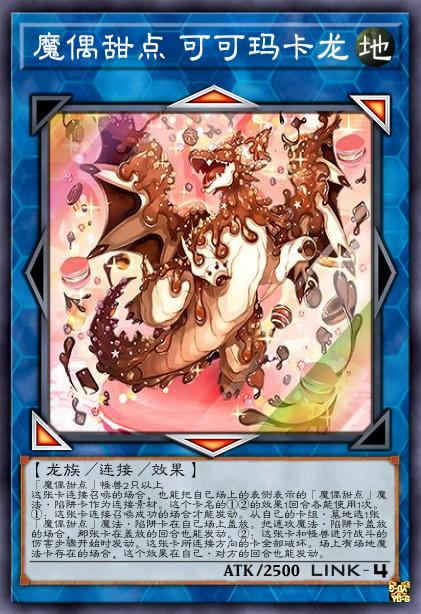 魔偶甜点 可可玛卡龙 地
【龙族／连接／效果】
「魔偶甜点」怪兽2只以上
这张卡连接召唤的场合，也能把自己场上的表侧表示的「魔偶甜点」魔
法·陷阱卡作为连接素材。这个卡名的①②的效果1回合各能使用1次。
①：这张卡连接召唤成功的场合才能发动。从自己的卡组·墓地选1张
「魔偶甜点」魔法·陷阱卡在自己场上盖放。把速攻魔法·陷阱卡盖放
的场合，那张卡在盖放的回合也能发动。②：这张卡和怪兽进行战斗的
伤害步骤开始时发动。这张卡所连接方向的卡全部破坏。场上有场地魔
法卡存在的场合，这个效果在自己·对方的回合也能发动。
ATK/2500 LINK-4